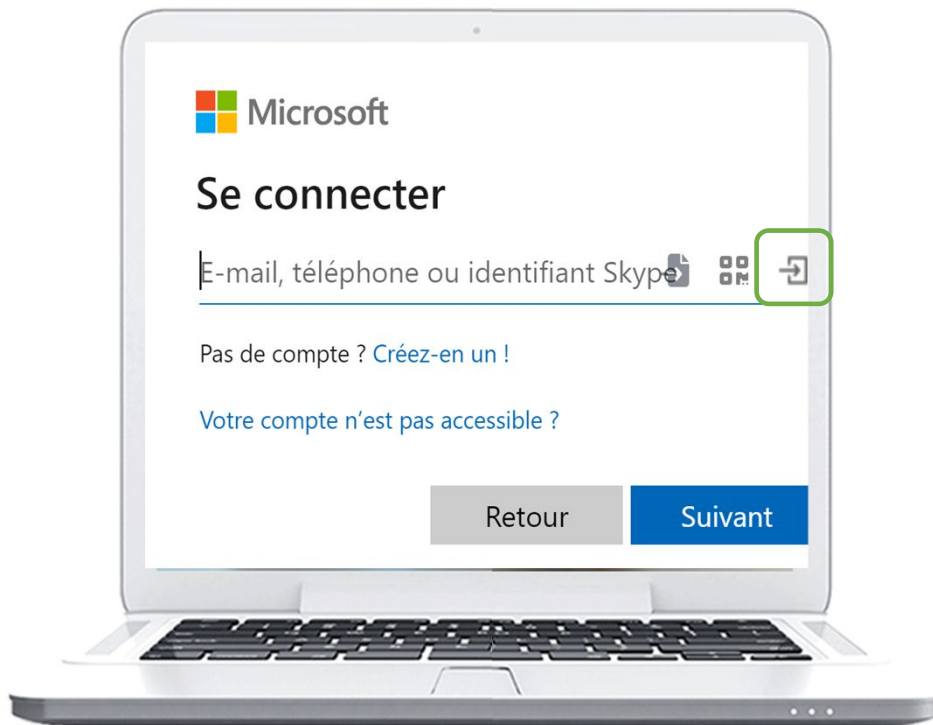 Microsoft
Se connecter
E-mail, téléphone ou identifiant Skype
Pas de compte ? Créez-en un !
Votre compte n’est pas accessible ?
Retour
Suivant